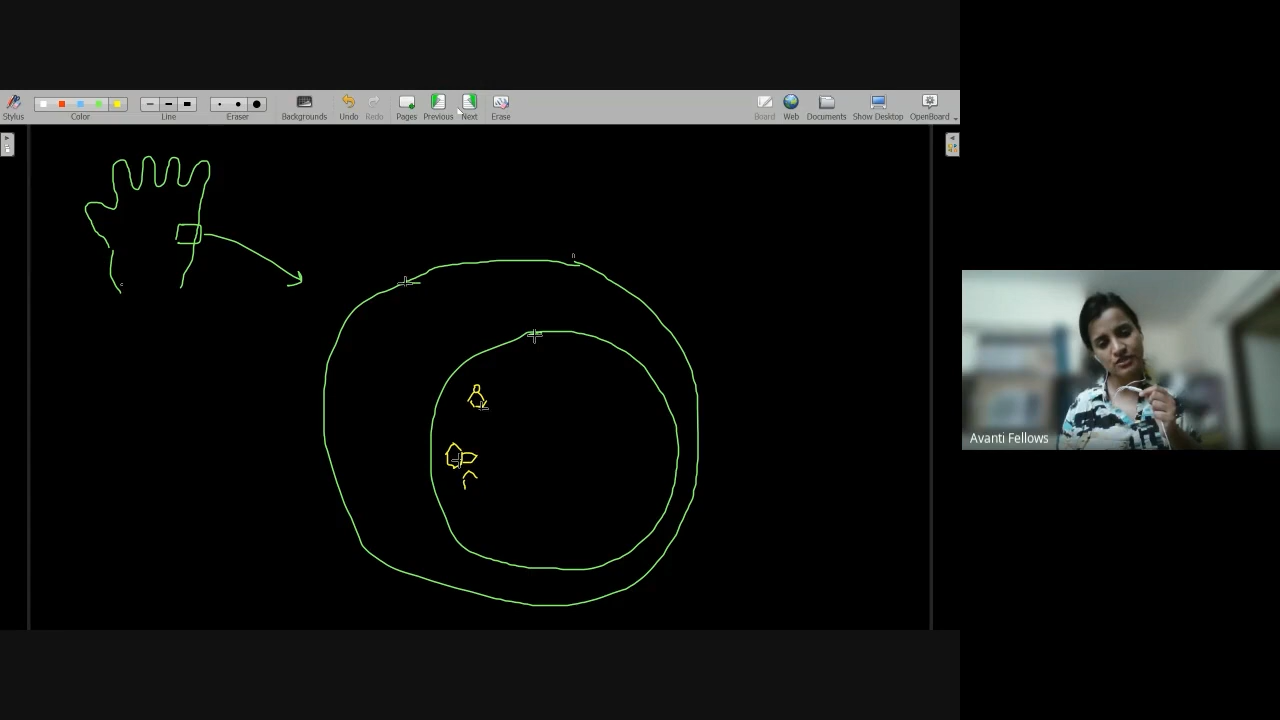 Stylus
Color
Line
Eraser
Backgrounds
Undo
Redo
Pages
Previous
Next
Erase
Board
Web
Documents
Show Desktop
OpenBoard
Avanti Fellows